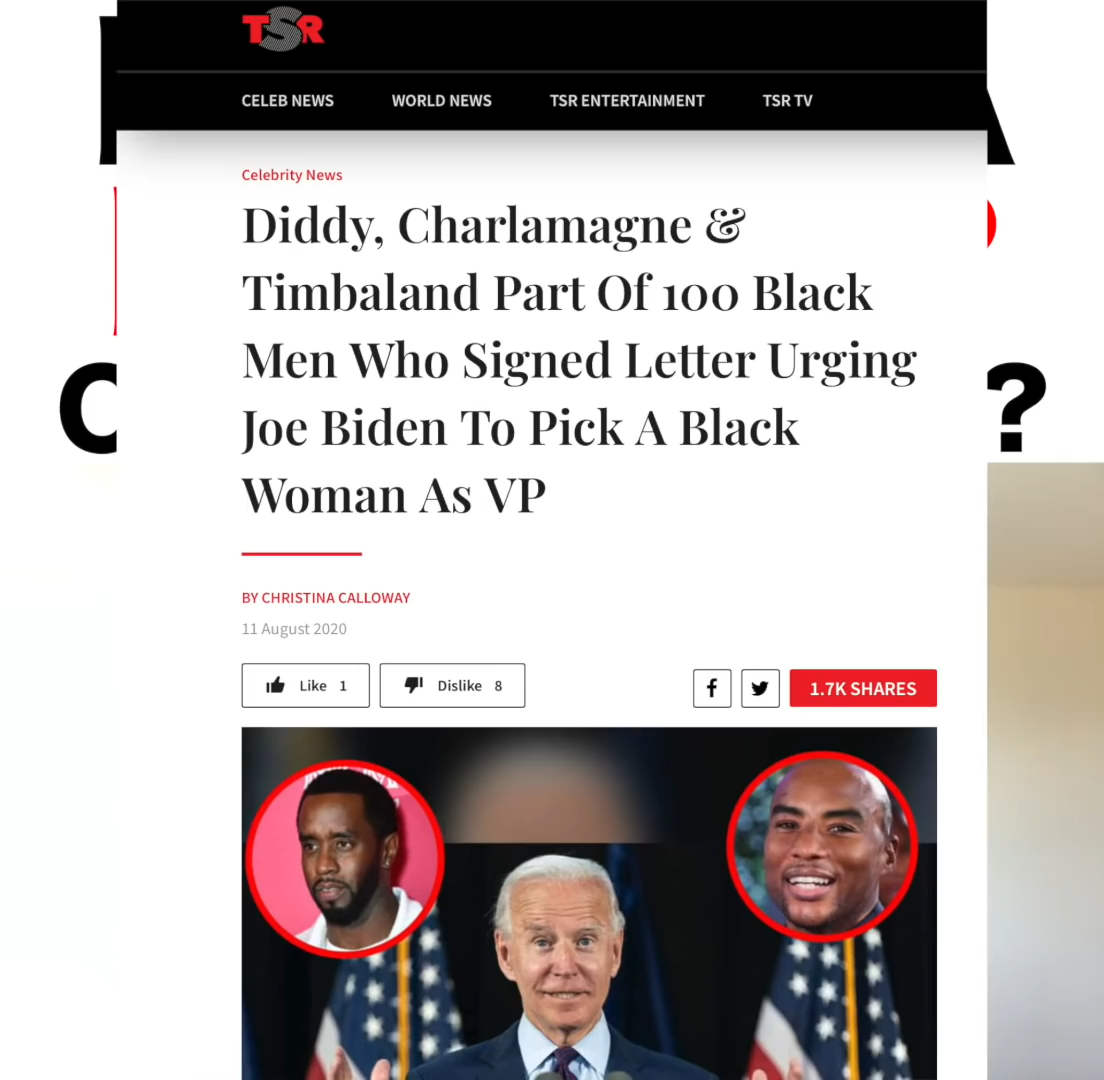 TSR
CELEB NEWS WORLD NEWS TSR ENTERTAINMENT TSR TV
Celebrity News
Diddy, Charlamagne &
Timbaland Part Of 100 Black
Men Who Signed Letter Urging
Joe Biden To Pick A Black
Woman As VP
BY CHRISTINA CALLOWAY
11 August 2020
Like 1 Dislike 8
1.7K SHARES
?